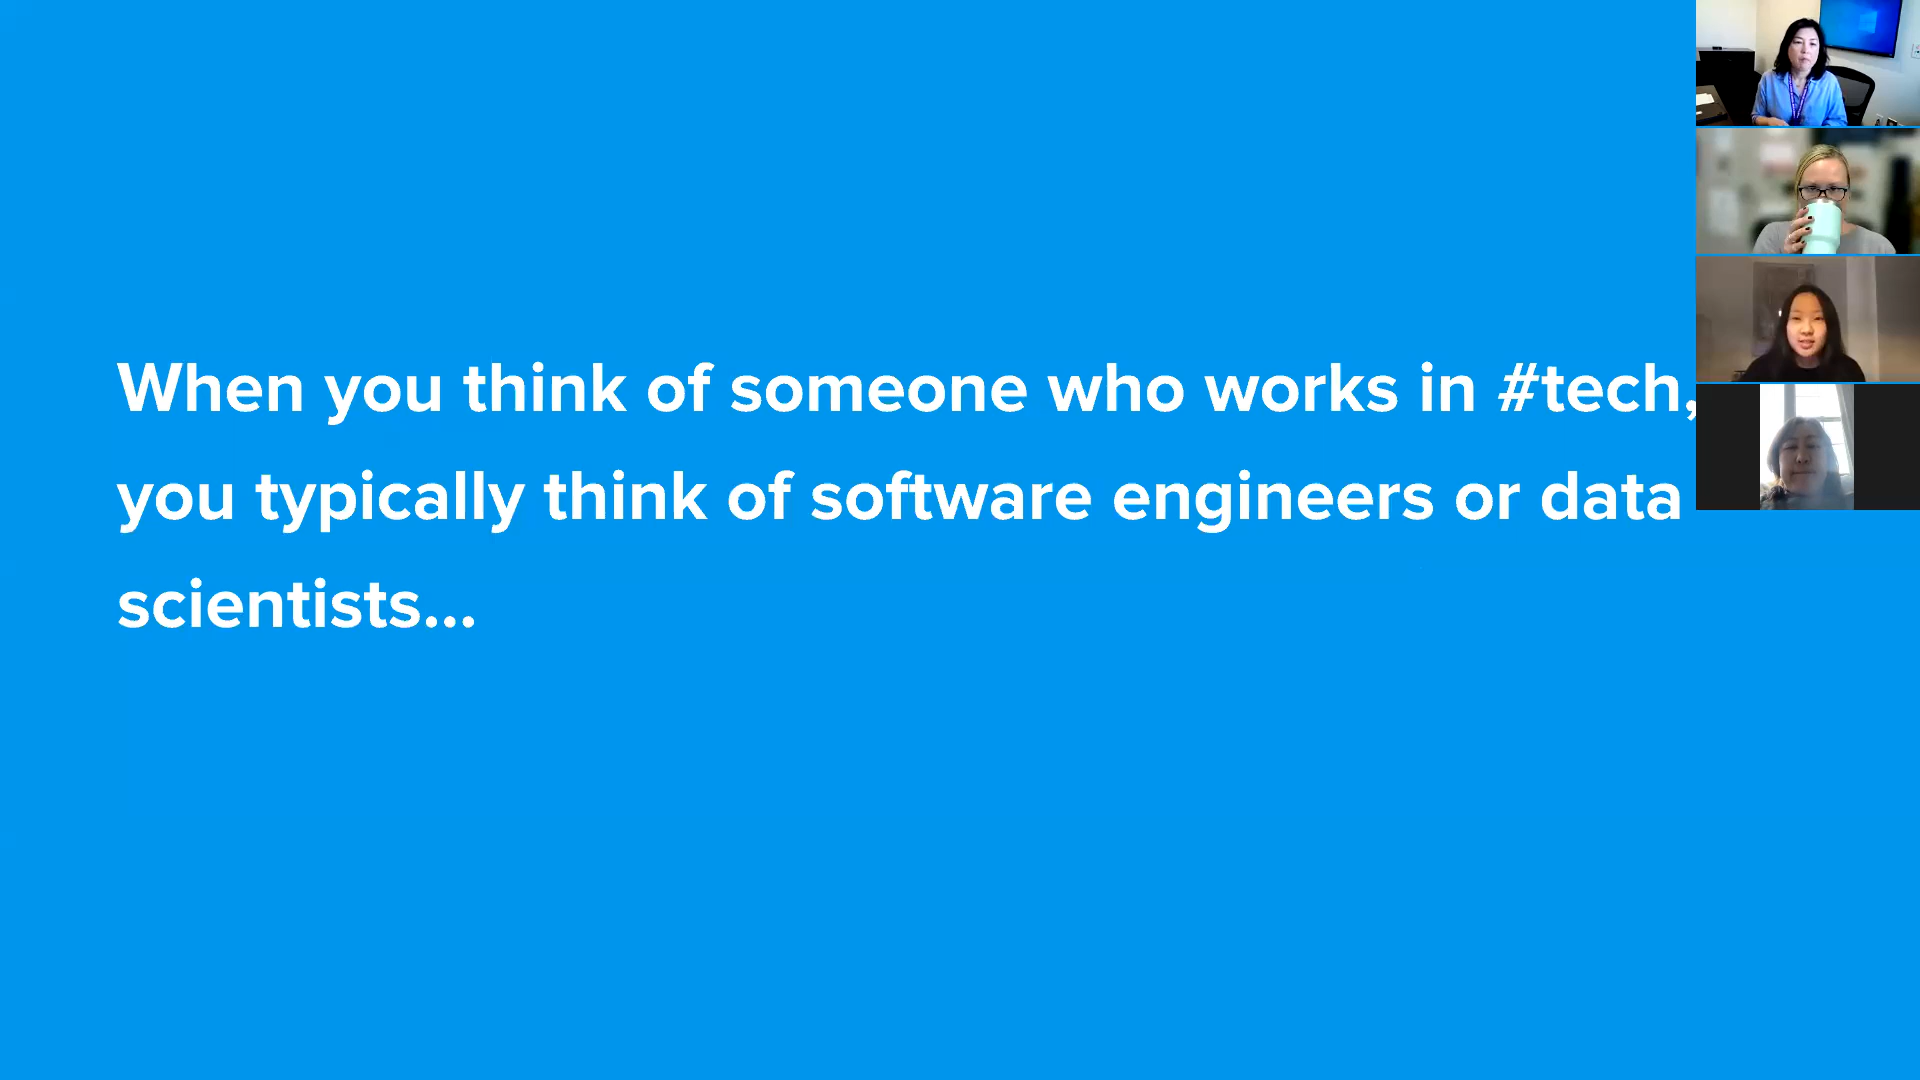 When you think of someone who works in #tech,
you typically think of software engineers or data
scientists...